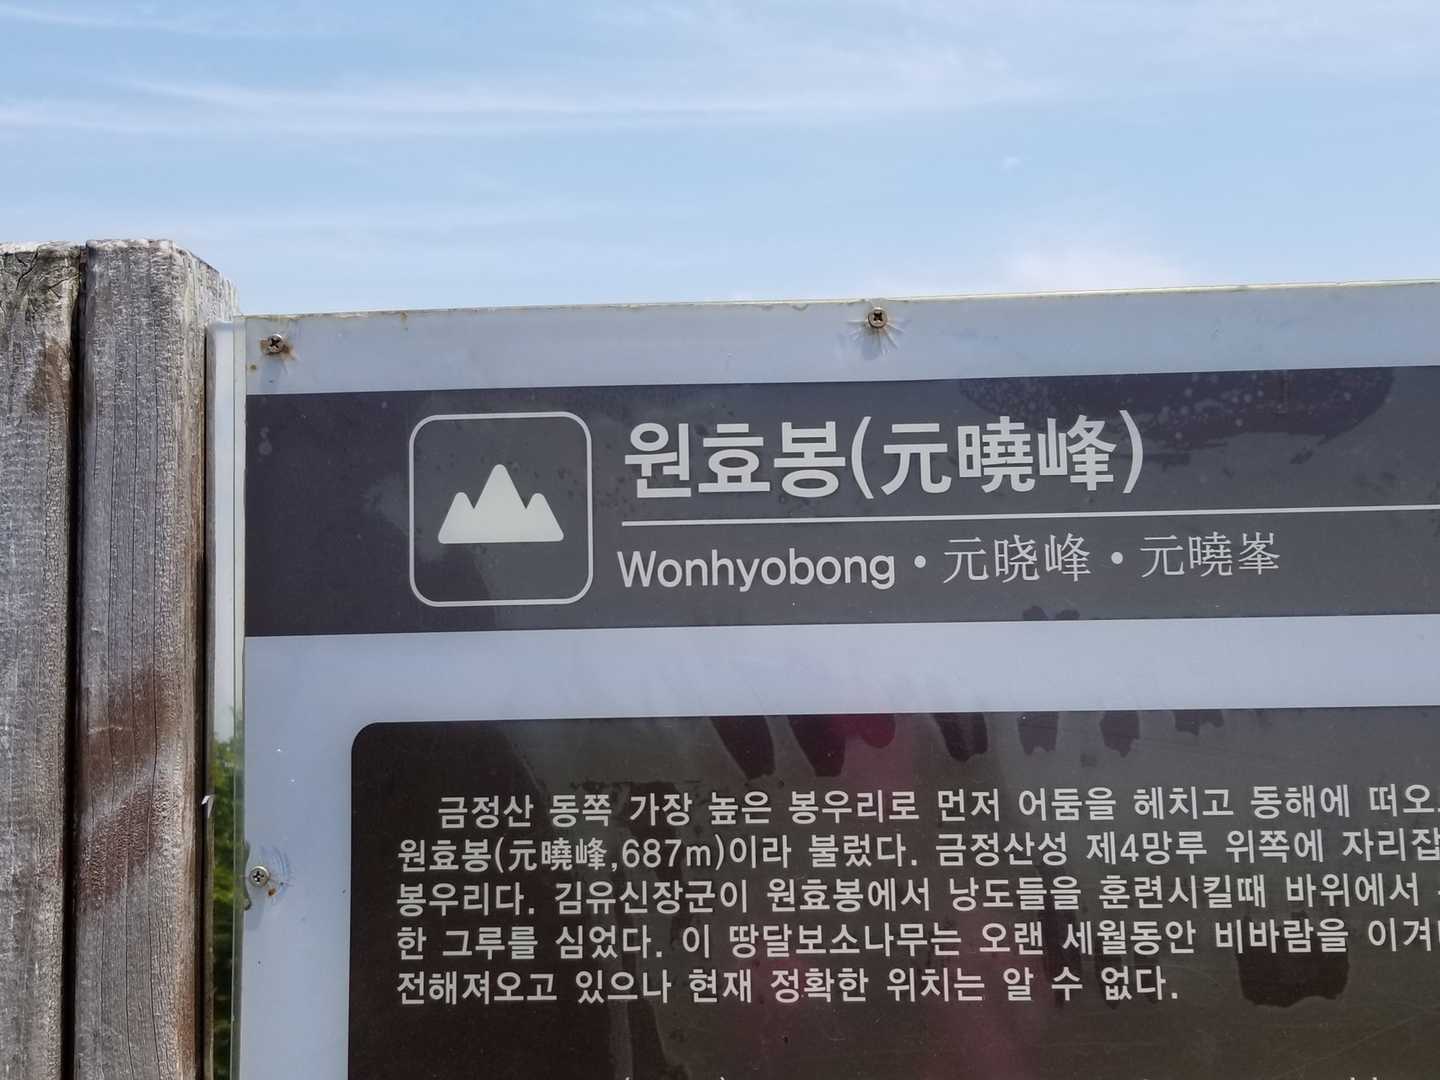 원효봉(元曉峰)
Wonhyobong・元晓峰・元曉峯
금정산 동쪽 가장 높은 봉우리로 먼저 어둠을 헤치고 동해에 떠오
원효봉(元曉峰,687m)이라 불렀다. 금정산성 제4망루 위쪽에 자리잡
봉우리다. 김유신장군이 원효봉에서 낭도들을 훈련시킬때 바위에서
한 그루를 심었다. 이 땅달보소나무는 오랜 세월동안 비바람을 이겨
전해져오고 있으나 현재 정확한 위치는 알 수 없다.